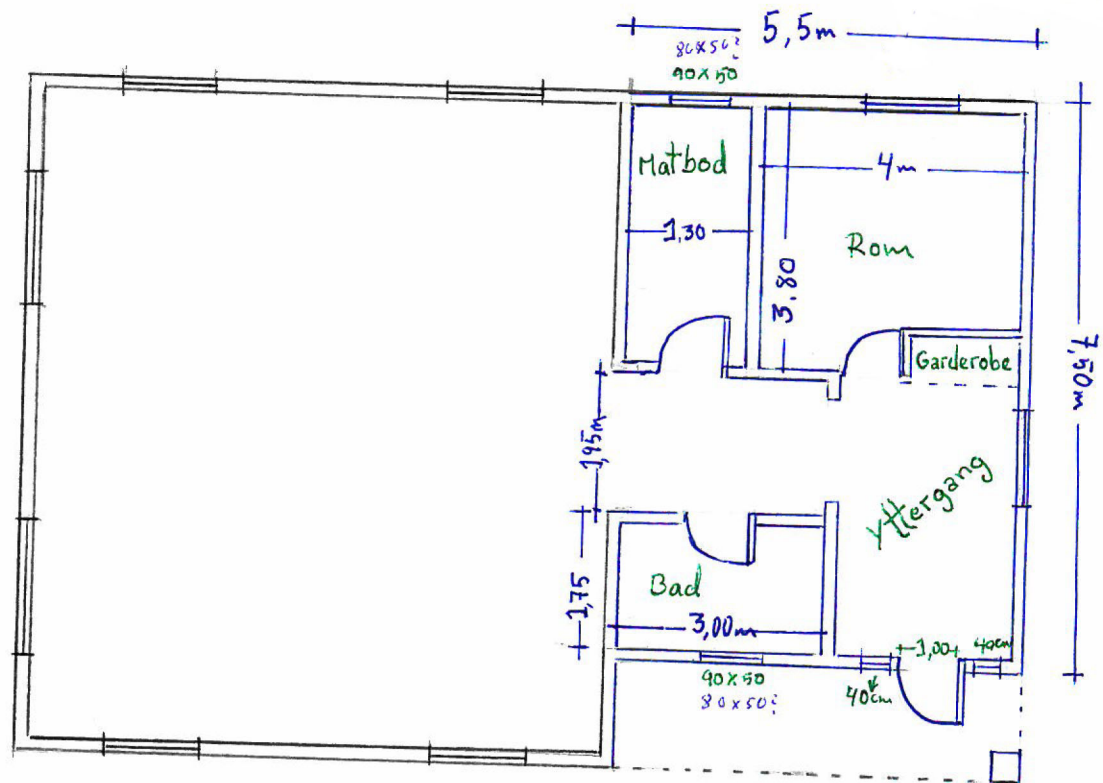 5,5m
80x50?
90x50
Matbod
4m
1,30
Rom
3.80
Garderobe
7,50m
1,95m
Yttergang
1,75
Bad
3,00m
1,00
40cm
90x50
80x50?
40cm